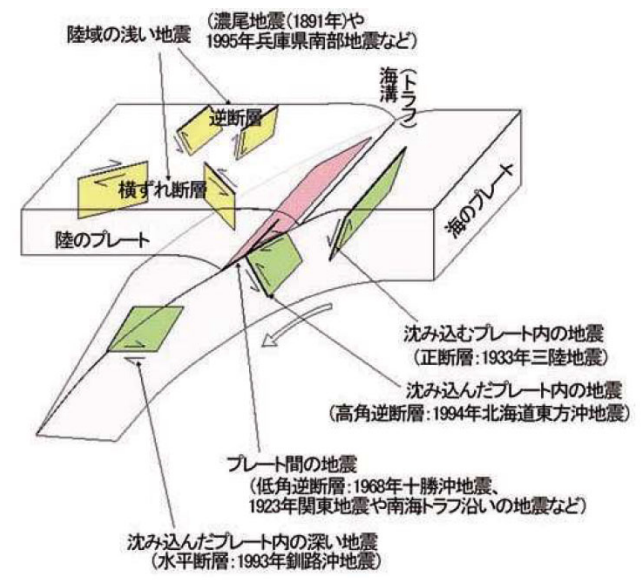 陸域の浅い地震
(濃尾地震(1891年)や
1995年兵庫県南部地震など)
海溝
(トラフ)
逆断層
横ずれ断層
陸のプレート
海のプレート
沈み込むプレート内の地震
(正断層:1933年三陸地震)
沈み込んだプレート内の地震
(高角逆断層:1994年北海道東方沖地震)
プレート間の地震
(低角逆断層:1968年十勝沖地震、
1923年関東地震や南海トラフ沿いの地震など)
沈み込んだプレート内の深い地震
(水平断層:1993年釧路沖地震)